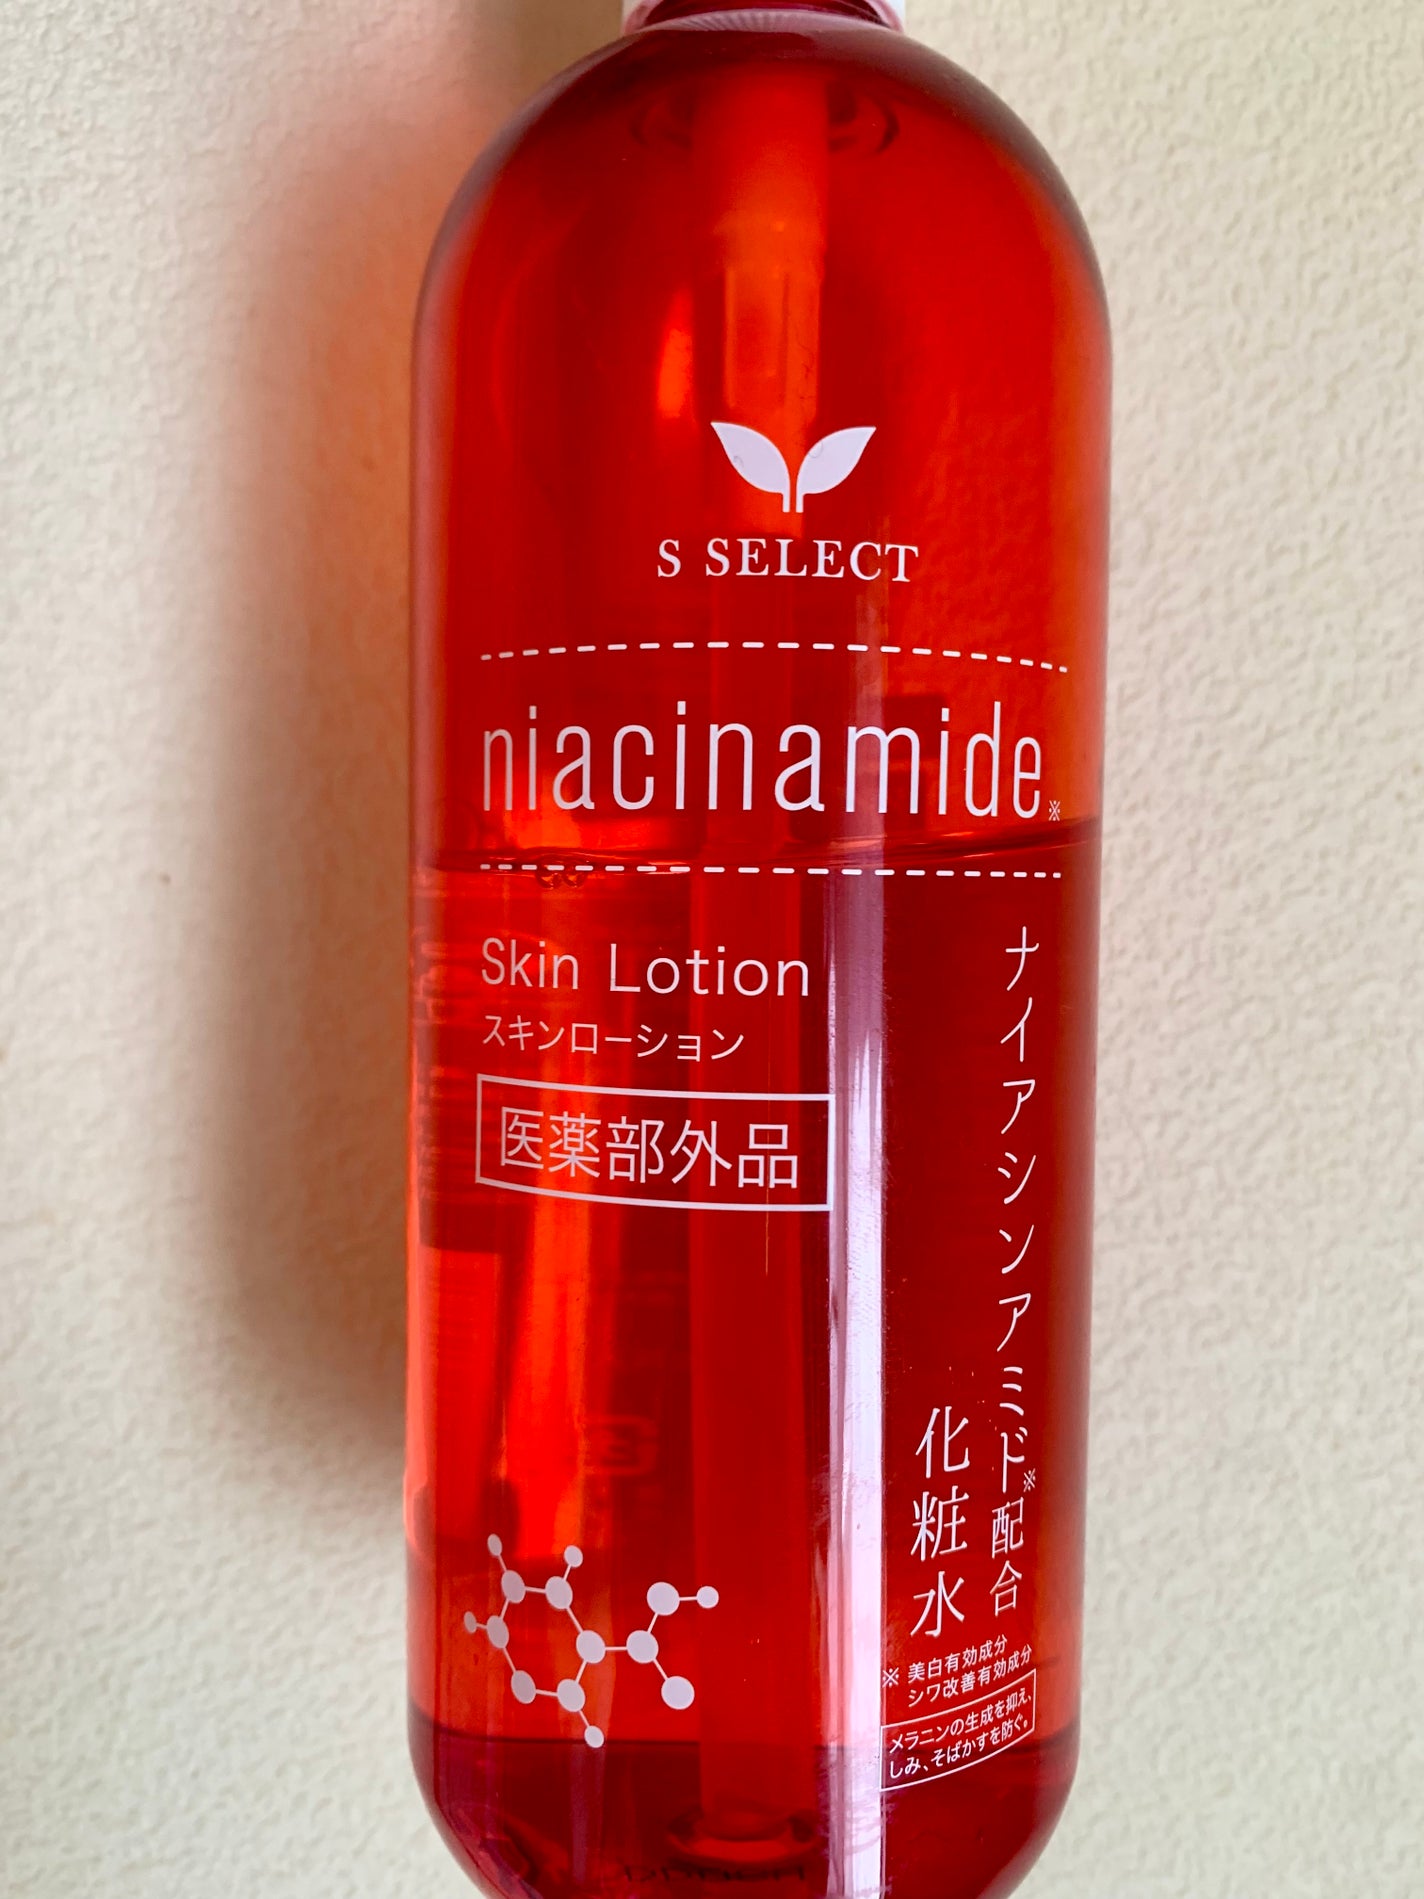 S SELECT
niacinamide※
Skin Lotion
スキンローション
医薬部外品
ナイアシンアミド※配合
化粧水
※ 美白有効成分
シワ改善有効成分
メラニンの生成を抑え、
しみ、そばかすを防ぐ。